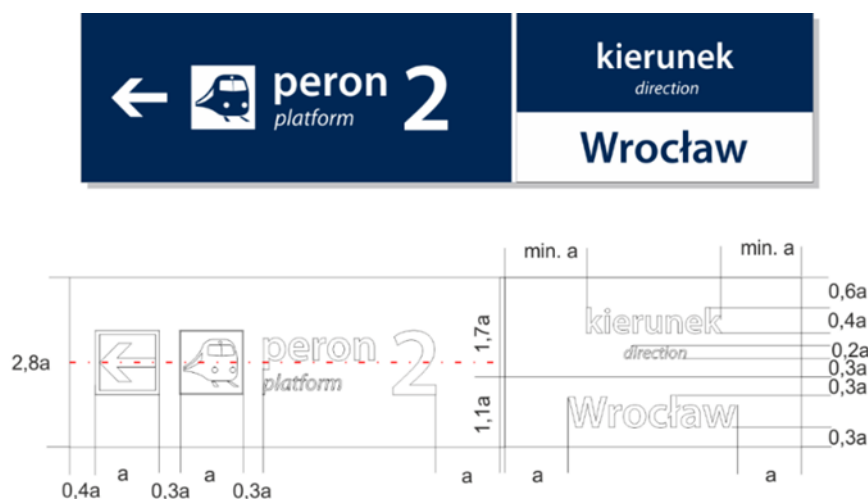 peron 2
platform
kierunek
direction
Wrocław
min. a
min. a
0,6a
0,4a
0,2a
0,3a
0,3a
0,3a
2,8a
1,7a
1,1a
peron 2
platform
kierunek
direction
Wrocław
a
a
a
a
a
0,4a
0,3a
0,3a